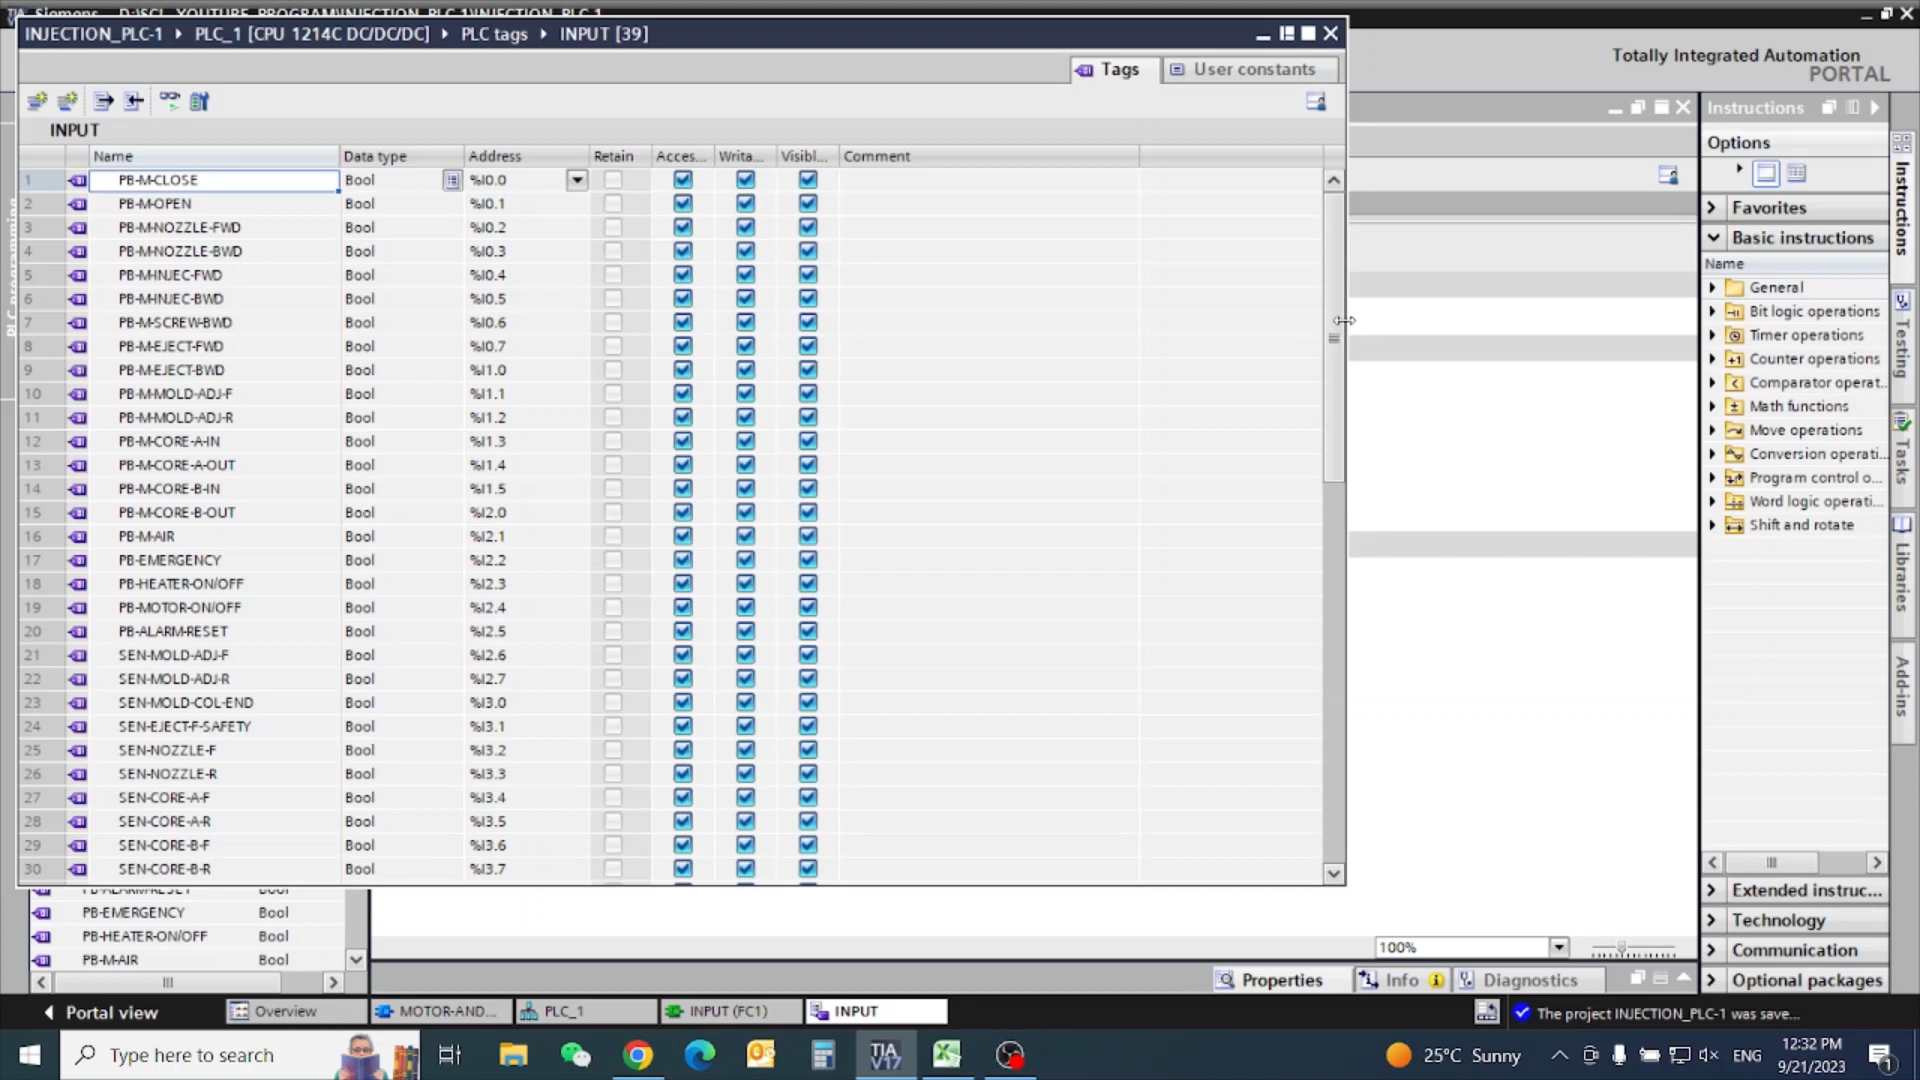 Siemens - D:\SCL_YOUTUBE_PROGRAM\INJECTION_PLC-1\INJECTION_PLC-1
INJECTION_PLC-1 ▸ PLC_1 [CPU 1214C DC/DC/DC] ▸ PLC tags ▸ INPUT [39]
Totally Integrated Automation
PORTAL
Tags User constants
INPUT
Name Data type Address Retain Acces... Writa... Visibl... Comment
1 PB-M-CLOSE Bool %I0.0
2 PB-M-OPEN Bool %I0.1
3 PB-M-NOZZLE-FWD Bool %I0.2
4 PB-M-NOZZLE-BWD Bool %I0.3
5 PB-M-INJEC-FWD Bool %I0.4
6 PB-M-INJEC-BWD Bool %I0.5
7 PB-M-SCREW-BWD Bool %I0.6
8 PB-M-EJECT-FWD Bool %I0.7
9 PB-M-EJECT-BWD Bool %I1.0
10 PB-M-MOLD-ADJ-F Bool %I1.1
11 PB-M-MOLD-ADJ-R Bool %I1.2
12 PB-M-CORE-A-IN Bool %I1.3
13 PB-M-CORE-A-OUT Bool %I1.4
14 PB-M-CORE-B-IN Bool %I1.5
15 PB-M-CORE-B-OUT Bool %I2.0
16 PB-M-AIR Bool %I2.1
17 PB-EMERGENCY Bool %I2.2
18 PB-HEATER-ON/OFF Bool %I2.3
19 PB-MOTOR-ON/OFF Bool %I2.4
20 PB-ALARM-RESET Bool %I2.5
21 SEN-MOLD-ADJ-F Bool %I2.6
22 SEN-MOLD-ADJ-R Bool %I2.7
23 SEN-MOLD-COL-END Bool %I3.0
24 SEN-EJECT-F-SAFETY Bool %I3.1
25 SEN-NOZZLE-F Bool %I3.2
26 SEN-NOZZLE-R Bool %I3.3
27 SEN-CORE-A-F Bool %I3.4
28 SEN-CORE-A-R Bool %I3.5
29 SEN-CORE-B-F Bool %I3.6
30 SEN-CORE-B-R Bool %I3.7
PB-ALARM-RESET Bool
PB-EMERGENCY Bool
PB-HEATER-ON/OFF Bool
PB-M-AIR Bool
PLC programming
Instructions
Options
Favorites
Basic instructions
Name
General
Bit logic operations
Timer operations
Counter operations
Comparator operat..
Math functions
Move operations
Conversion operati...
Program control o...
Word logic operati...
Shift and rotate
Extended instruc...
Technology
Communication
Optional packages
Instructions
Testing
Tasks
Libraries
Add-ins
100%
Properties Info Diagnostics
Portal view Overview MOTOR-AND... PLC_1 INPUT (FC1) INPUT The project INJECTION_PLC-1 was save...
Type here to search TIA V17 25°C Sunny ENG 12:32 PM
9/21/2023 1